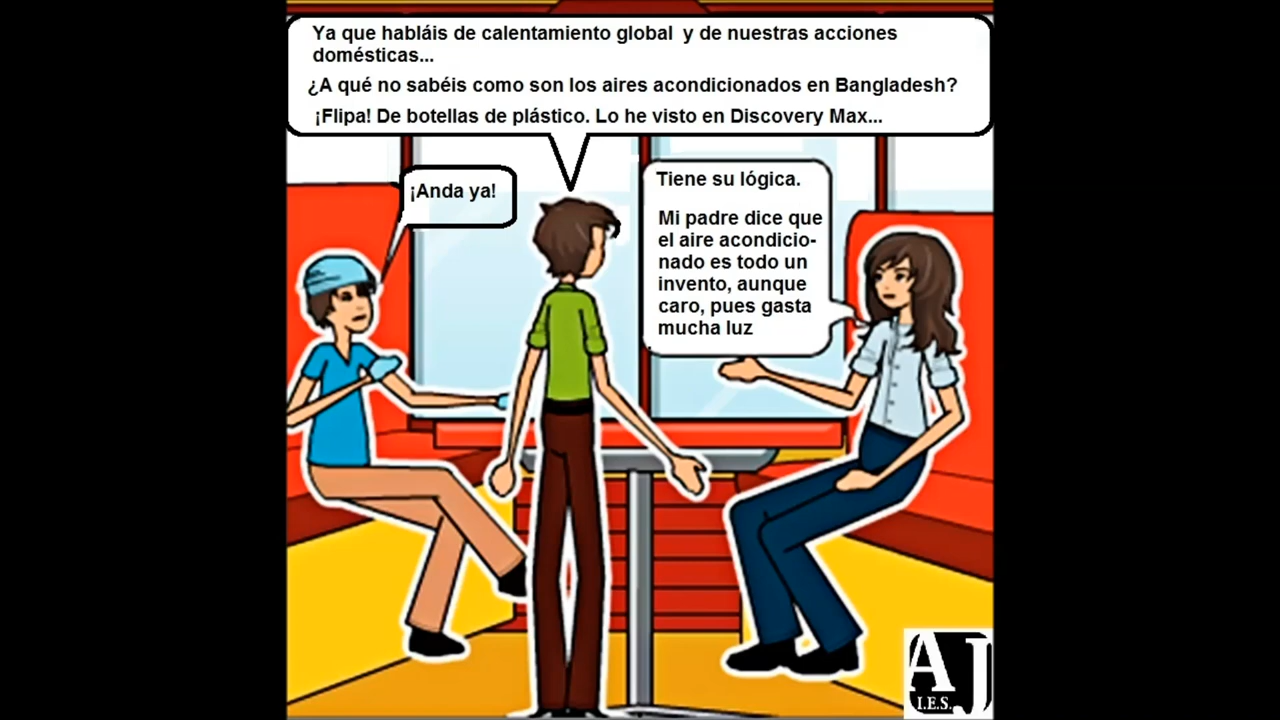 Ya que habláis de calentamiento global y de nuestras acciones
domésticas...
¿A qué no sabéis como son los aires acondicionados en Bangladesh?
¡Flipa! De botellas de plástico. Lo he visto en Discovery Max...
¡Anda ya!
Tiene su lógica.
Mi padre dice que
el aire acondicio-
nado es todo un
invento, aunque
caro, pues gasta
mucha luz
AJ
I.E.S.